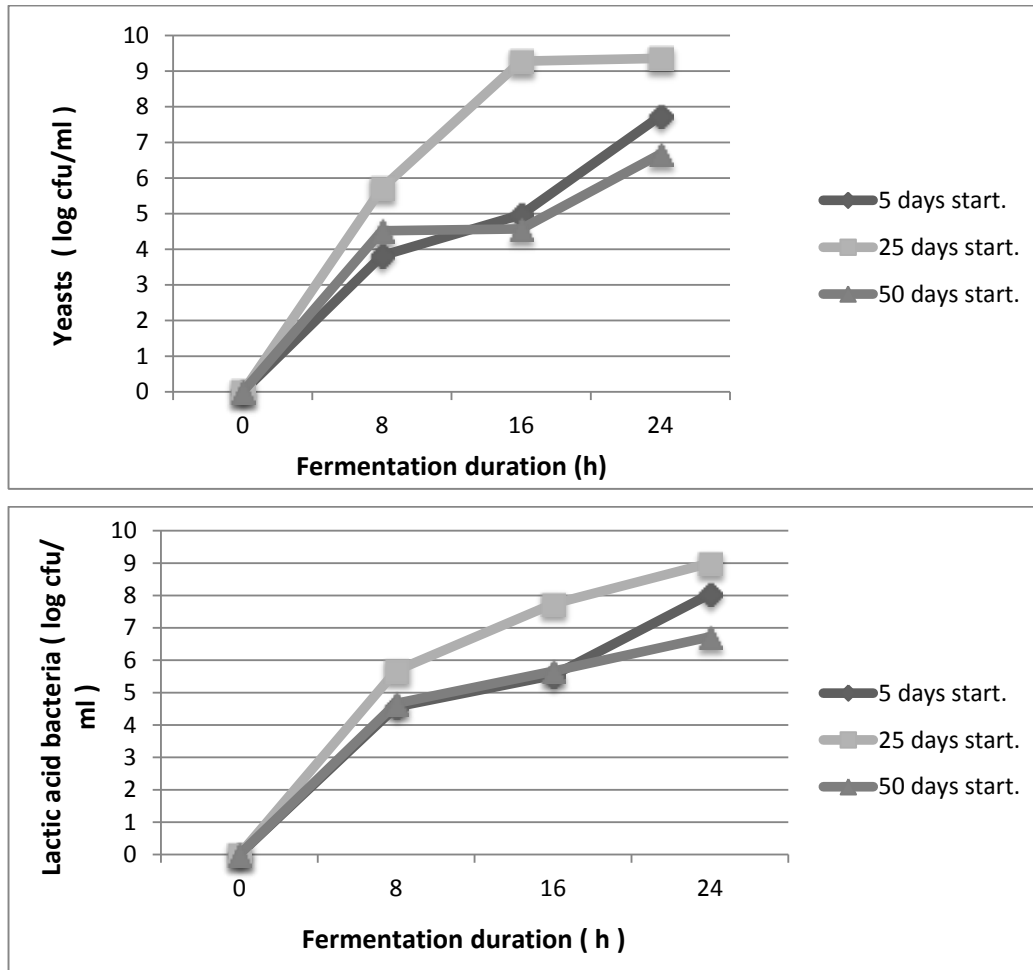 10
9
8
7
6
5
4
3
2
1
0
Yeasts ( log cfu/ml )
0 8 16 24
Fermentation duration (h)
5 days start.
25 days start.
50 days start.
10
9
8
7
6
5
4
3
2
1
0
Lactic acid bacteria ( log cfu/
ml )
0 8 16 24
Fermentation duration ( h )
5 days start.
25 days start.
50 days start.